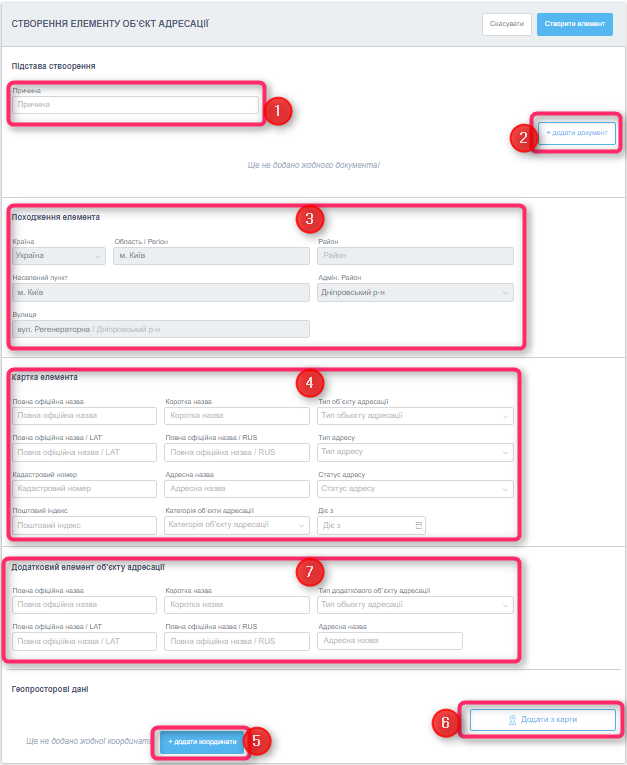 СТВОРЕННЯ ЕЛЕМЕНТУ ОБ'ЄКТ АДРЕСАЦІЇ
Скасувати
Створити елемент
Підстава створення
Причина
Причина
1
2
+ додати документ
Ще не додано жодного документа!
Походження елемента
3
Країна
Область / Регіон
Район
Україна
м. Київ
Район
Населений пункт
Адмін. Район
м. Київ
Дніпровський р-н
Вулиця
вул. Регенераторна / Дніпровський р-н
Картка елемента
4
Повна офіційна назва
Коротка назва
Тип об'єкту адресації
Повна офіційна назва
Коротка назва
Тип обьєкту адресації
Повна офіційна назва / LAT
Повна офіційна назва / RUS
Тип адресу
Повна офіційна назва / LAT
Повна офіційна назва / RUS
Тип адресу
Кадастровий номер
Адресна назва
Статус адресу
Кадастровий номер
Адресна назва
Статус адресу
Поштовий індекс
Категорія об'єкти адресації
Діє з
Поштовий індекс
Категорія об'єкту адресації
Діє з
Додатковий елемент об'єкту адресації
7
Повна офіційна назва
Коротка назва
Тип додаткового об'єкту адресації
Повна офіційна назва
Коротка назва
Тип обьєкту адресації
Повна офіційна назва / LAT
Повна офіційна назва / RUS
Адресна назва
Повна офіційна назва / LAT
Повна офіційна назва / RUS
Адресна назва
Геопросторові дані
6
Додати з карти
Ще не додано жодної координати
+ додати координати
5